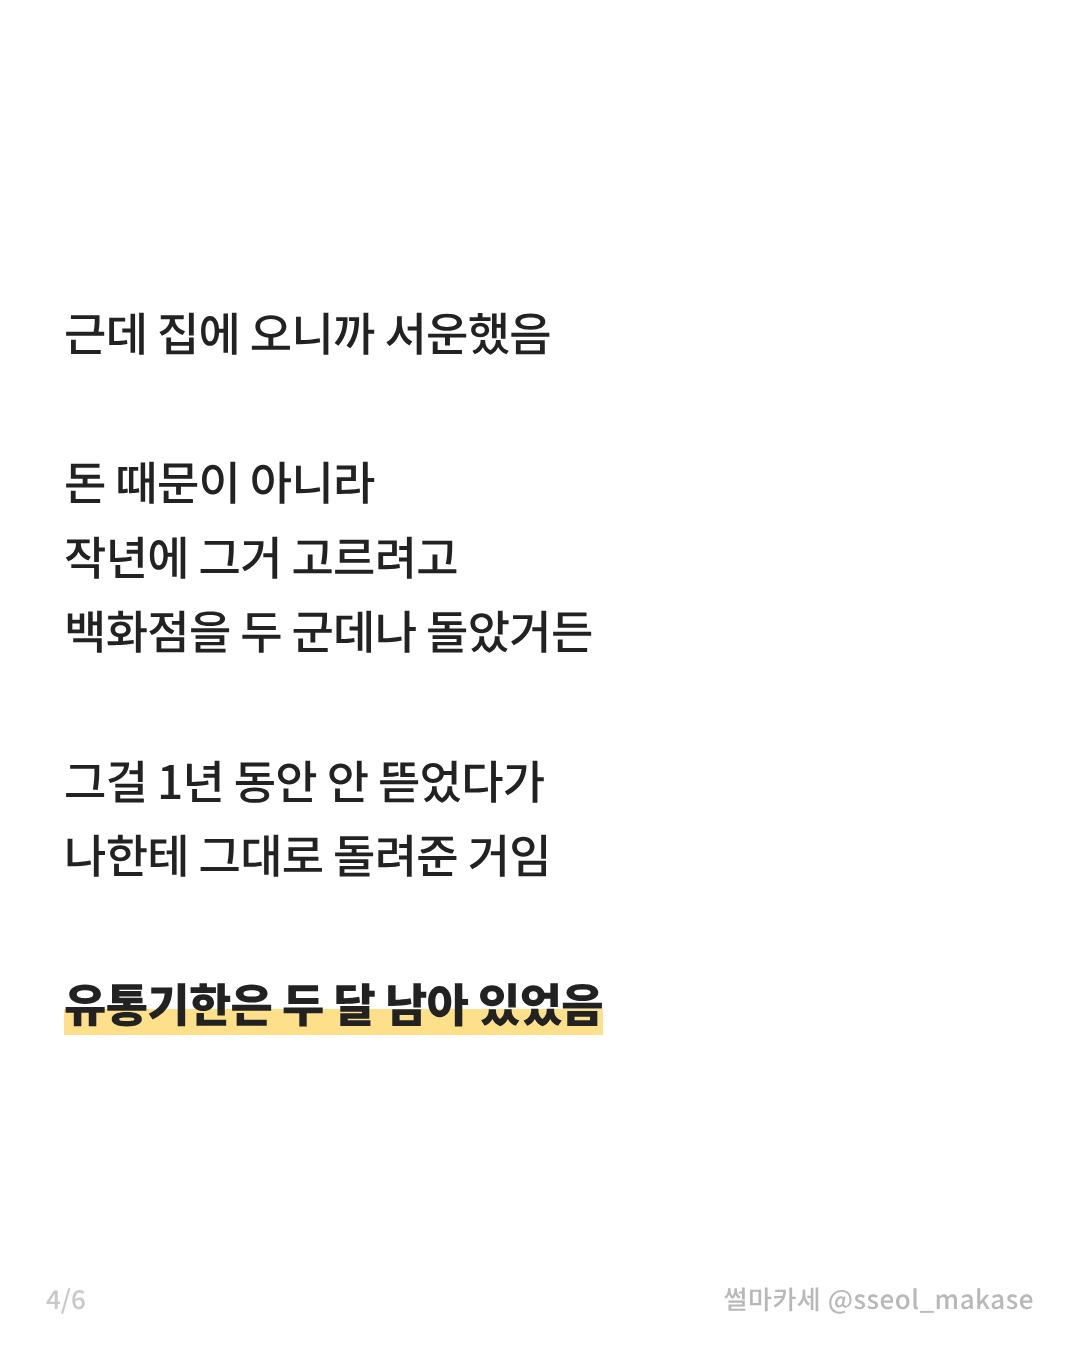 근데 집에 오니까 서운했음
돈 때문이 아니라
작년에 그거 고르려고
백화점을 두 군데나 돌았거든
그걸 1년 동안 안 뜯었다가
나한테 그대로 돌려준 거임
유통기한은 두 달 남아 있었음
4/6
썰마카세 @sseol_makase